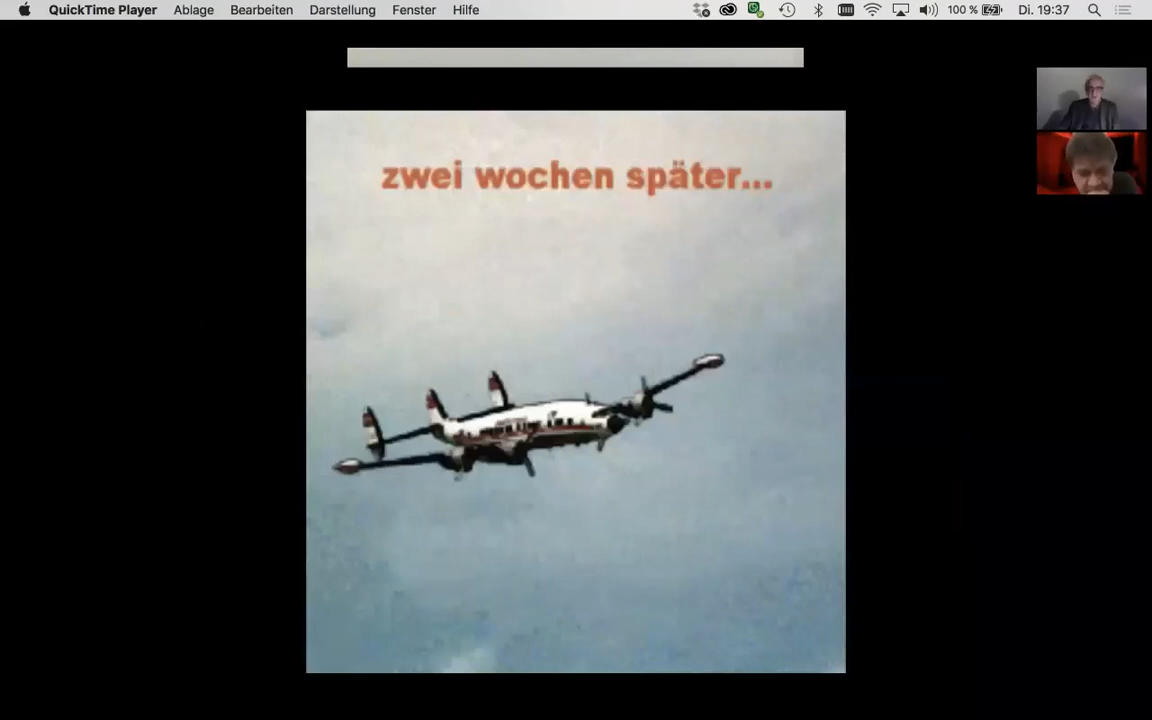 QuickTime Player Ablage Bearbeiten Darstellung Fenster Hilfe 100 % Di. 19:37
zwei wochen später...